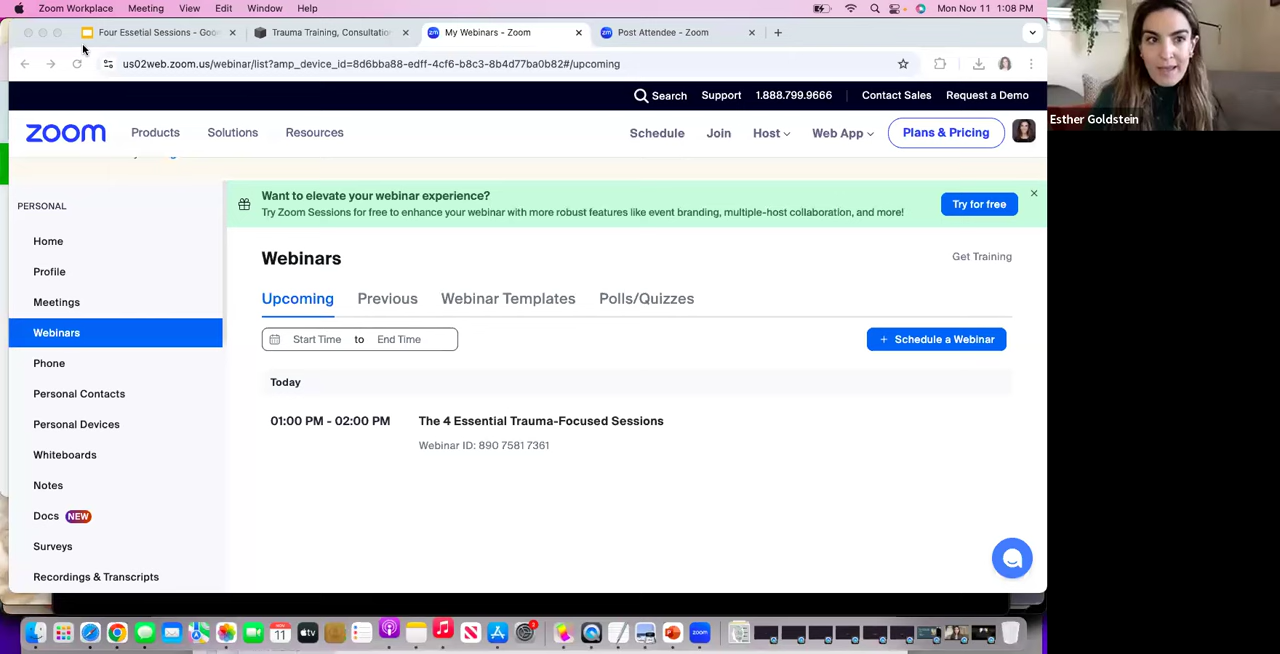 Zoom Workplace Meeting View Edit Window Help Mon Nov 11 1:08 PM
Four Essetial Sessions - Goo Trauma Training, Consultatio My Webinars - Zoom Post Attendee - Zoom
us02web.zoom.us/webinar/list?amp_device_id=8d6bba88-edff-4cf6-b8c3-8b4d77ba0b82#/upcoming
Esther Goldstein
Search Support 1.888.799.9666 Contact Sales Request a Demo
zoom Products Solutions Resources Schedule Join Host Web App Plans & Pricing
PERSONAL
Home
Profile
Meetings
Webinars
Phone
Personal Contacts
Personal Devices
Whiteboards
Notes
Docs NEW
Surveys
Recordings & Transcripts
Want to elevate your webinar experience?
Try Zoom Sessions for free to enhance your webinar with more robust features like event branding, multiple-host collaboration, and more!
Try for free
Webinars
Get Training
Upcoming Previous Webinar Templates Polls/Quizzes
Start Time to End Time
+ Schedule a Webinar
Today
01:00 PM - 02:00 PM The 4 Essential Trauma-Focused Sessions
Webinar ID: 890 7581 7361